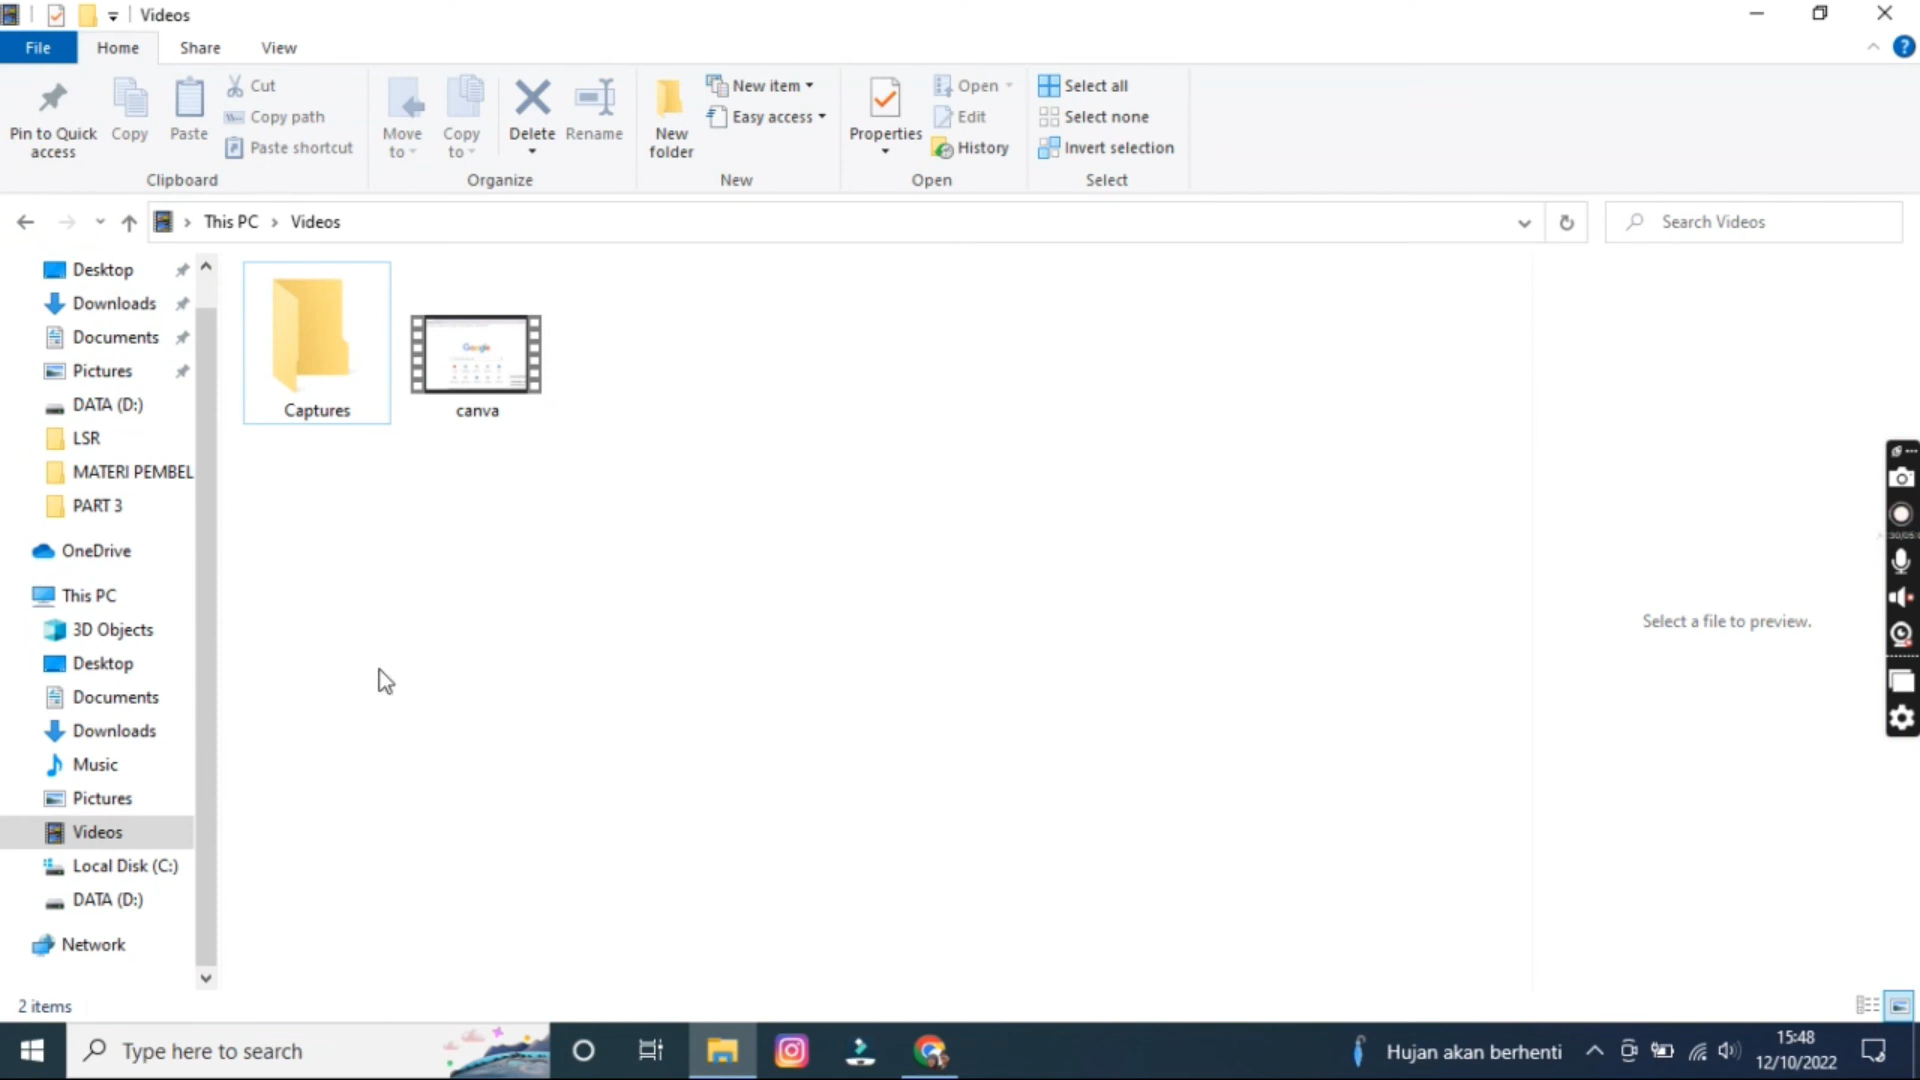 Videos
File Home Share View
Pin to Quick access
Copy
Paste
Cut
Copy path
Paste shortcut
Clipboard
Move to
Copy to
Delete
Rename
Organize
New folder
New item
Easy access
New
Properties
Open
Edit
History
Open
Select all
Select none
Invert selection
Select
This PC > Videos
Search Videos
Desktop
Downloads
Documents
Pictures
DATA (D:)
LSR
MATERI PEMBEL
PART 3
OneDrive
This PC
3D Objects
Desktop
Documents
Downloads
Music
Pictures
Videos
Local Disk (C:)
DATA (D:)
Network
Captures
Google
canva
Select a file to preview.
2 items
Type here to search
Hujan akan berhenti
15:48
12/10/2022